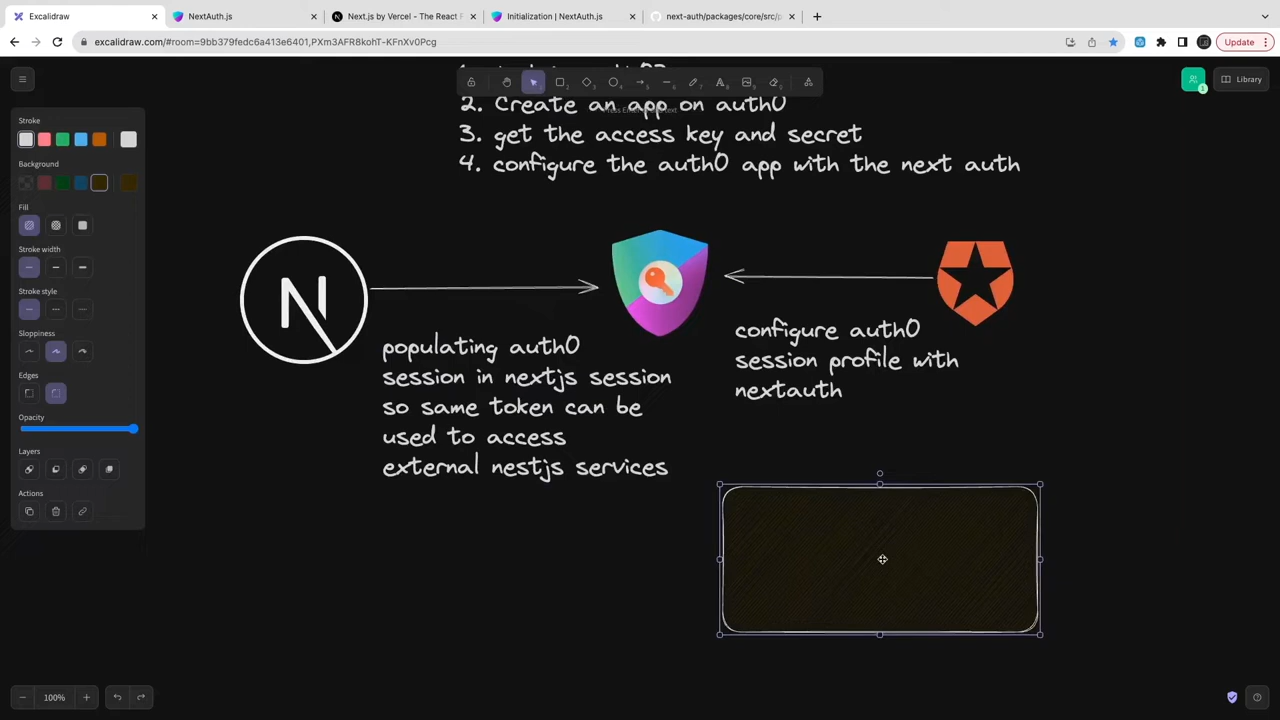 Excalidraw
NextAuth.js
Next.js by Vercel - The React F
Initialization | NextAuth.js
next-auth/packages/core/src/p
excalidraw.com/#room=9bb379fedc6a413e6401,PXm3AFR8kohT-KFnXv0Pcg
Update
Library
1
Stroke
Background
Fill
Stroke width
Stroke style
Sloppiness
Edges
Opacity
Layers
Actions
2. Create an app on auth0
3. get the access key and secret
4. configure the auth0 app with the next auth
N
populating auth0
session in nextjs session
so same token can be
used to access
external nestjs services
configure auth0
session profile with
nextauth
100%